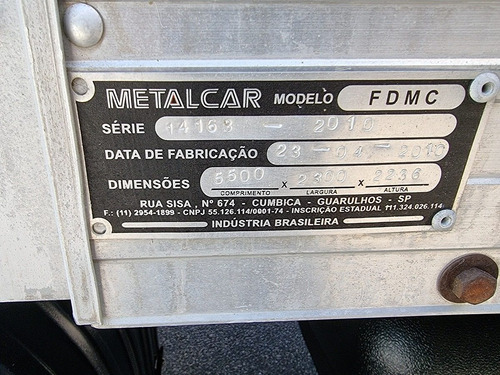 METALCAR MODELO FDMC
SÉRIE 14163 - 2010
DATA DE FABRICAÇÃO 23 - 04 - 2010
DIMENSÕES 5500 x 2300 x 2236
COMPRIMENTO LARGURA ALTURA
RUA SISA , Nº 674 - CUMBICA - GUARULHOS - SP
F.: (11) 2954-1899 - CNPJ 55.126.114/0001-74 - INSCRIÇÃO ESTADUAL 111.324.026.114
INDÚSTRIA BRASILEIRA